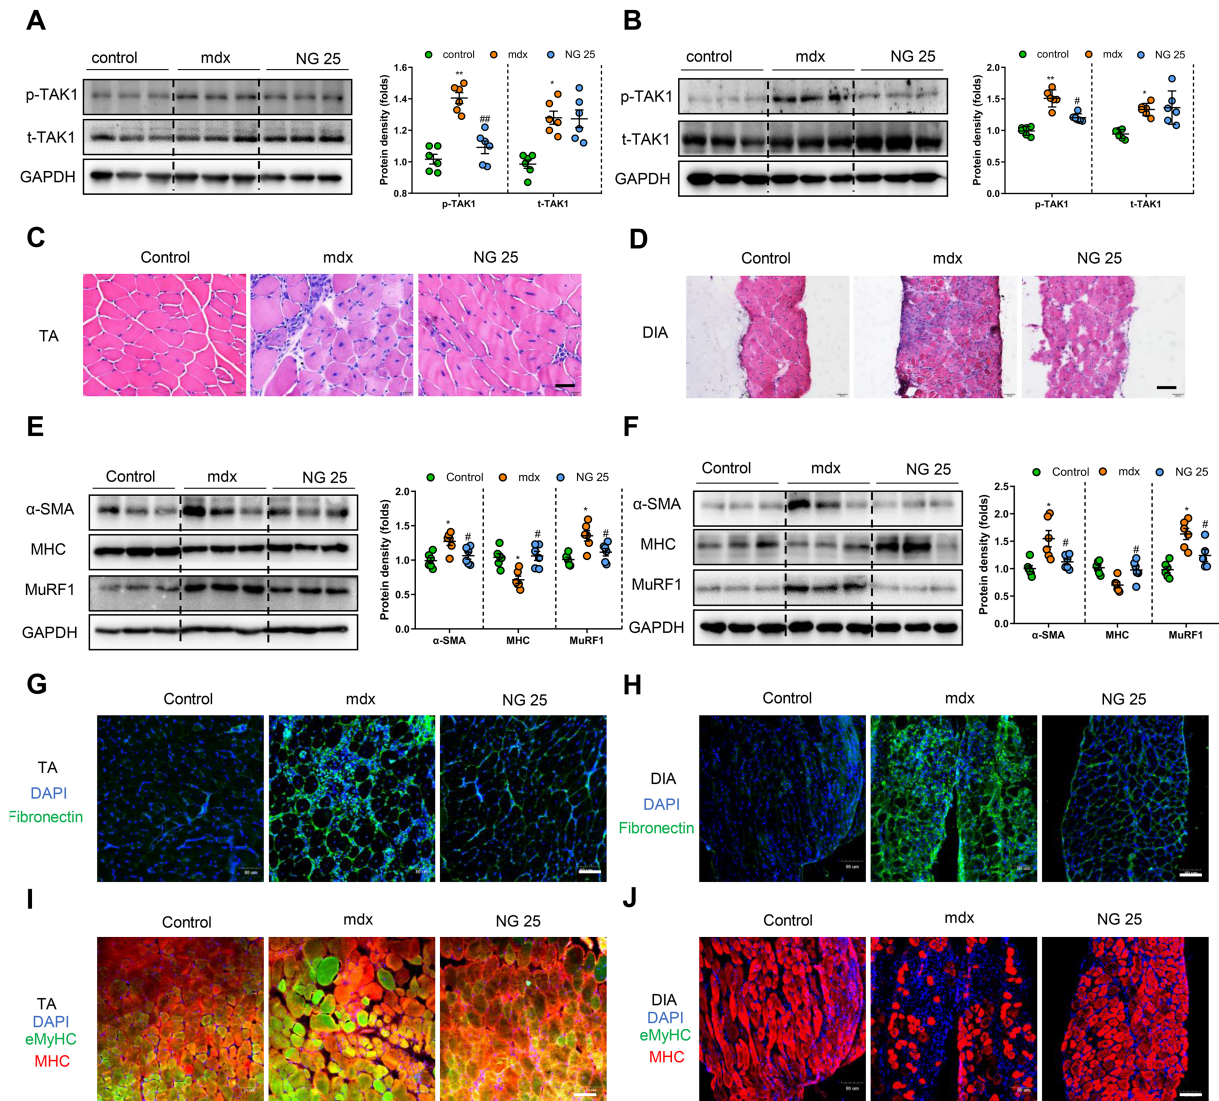 A
control mdx NG 25
p-TAK1
t-TAK1
GAPDH
control mdx NG 25
Protein density (folds)
1.6
1.4
1.2
1.0
0.8
**
##
*
p-TAK1 t-TAK1
B
control mdx NG 25
p-TAK1
t-TAK1
GAPDH
control mdx NG 25
Protein density (folds)
2.0
1.5
1.0
0.5
0.0
**
#
*
p-TAK1 t-TAK1
C
Control mdx NG 25
TA
D
Control mdx NG 25
DIA
E
Control mdx NG 25
α-SMA
MHC
MuRF1
GAPDH
Control mdx NG 25
Protein density (folds)
2.0
1.5
1.0
0.5
0.0
* # * # * #
α-SMA MHC MuRF1
F
Control mdx NG 25
α-SMA
MHC
MuRF1
GAPDH
Control mdx NG 25
Protein density (folds)
2.5
2.0
1.5
1.0
0.5
0.0
* # # * #
α-SMA MHC MuRF1
G
Control mdx NG 25
TA
DAPI
Fibronectin
H
Control mdx NG 25
DIA
DAPI
Fibronectin
I
Control mdx NG 25
TA
DAPI
eMyHC
MHC
J
Control mdx NG 25
DIA
DAPI
eMyHC
MHC